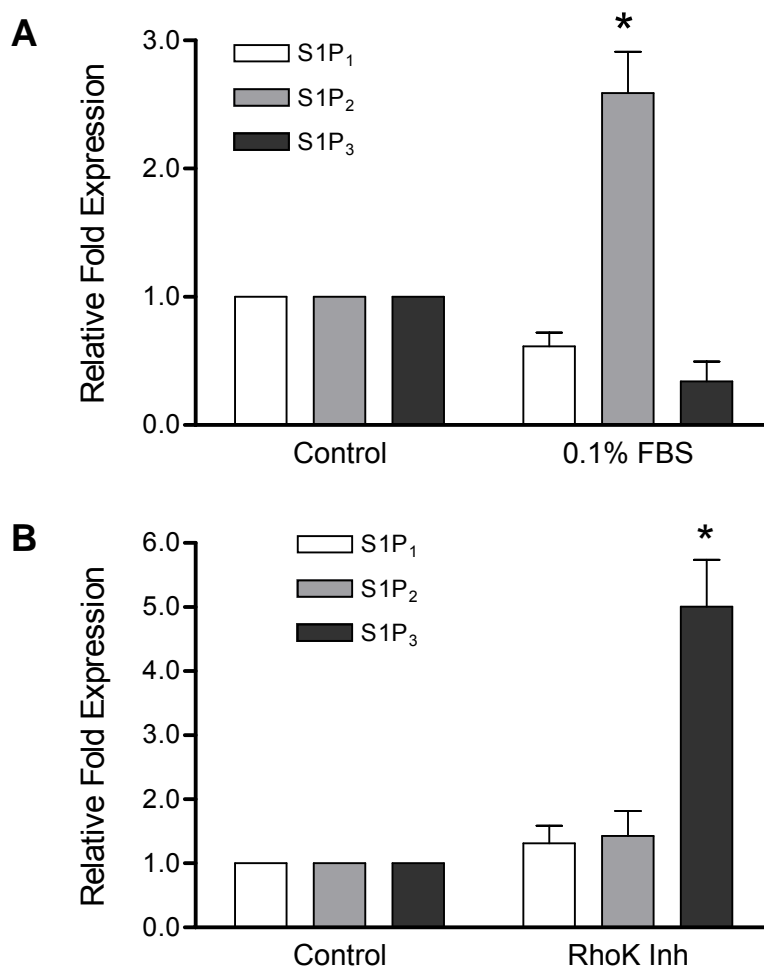 A
Relative Fold Expression
3.0
2.0
1.0
0.0
S1P₁
S1P₂
S1P₃
*
Control
0.1% FBS
B
Relative Fold Expression
6.0
5.0
4.0
3.0
2.0
1.0
0.0
S1P₁
S1P₂
S1P₃
*
Control
RhoK Inh